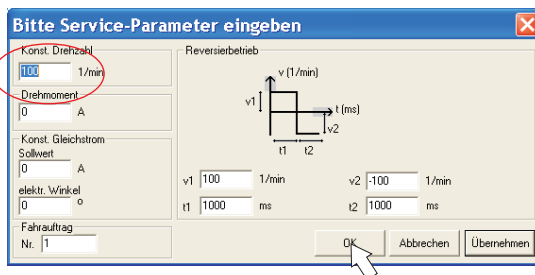 Bitte Service-Parameter eingeben
Konst. Drehzahl
100 1/min
Drehmoment
0 A
Konst. Gleichstrom
Sollwert
0 A
elektr. Winkel
0 °
Fahrauftrag
Nr. 1
Reversierbetrieb
v (1/min)
v1
t (ms)
v2
t1 t2
v1 100 1/min v2 -100 1/min
t1 1000 ms t2 1000 ms
OK Abbrechen Übernehmen